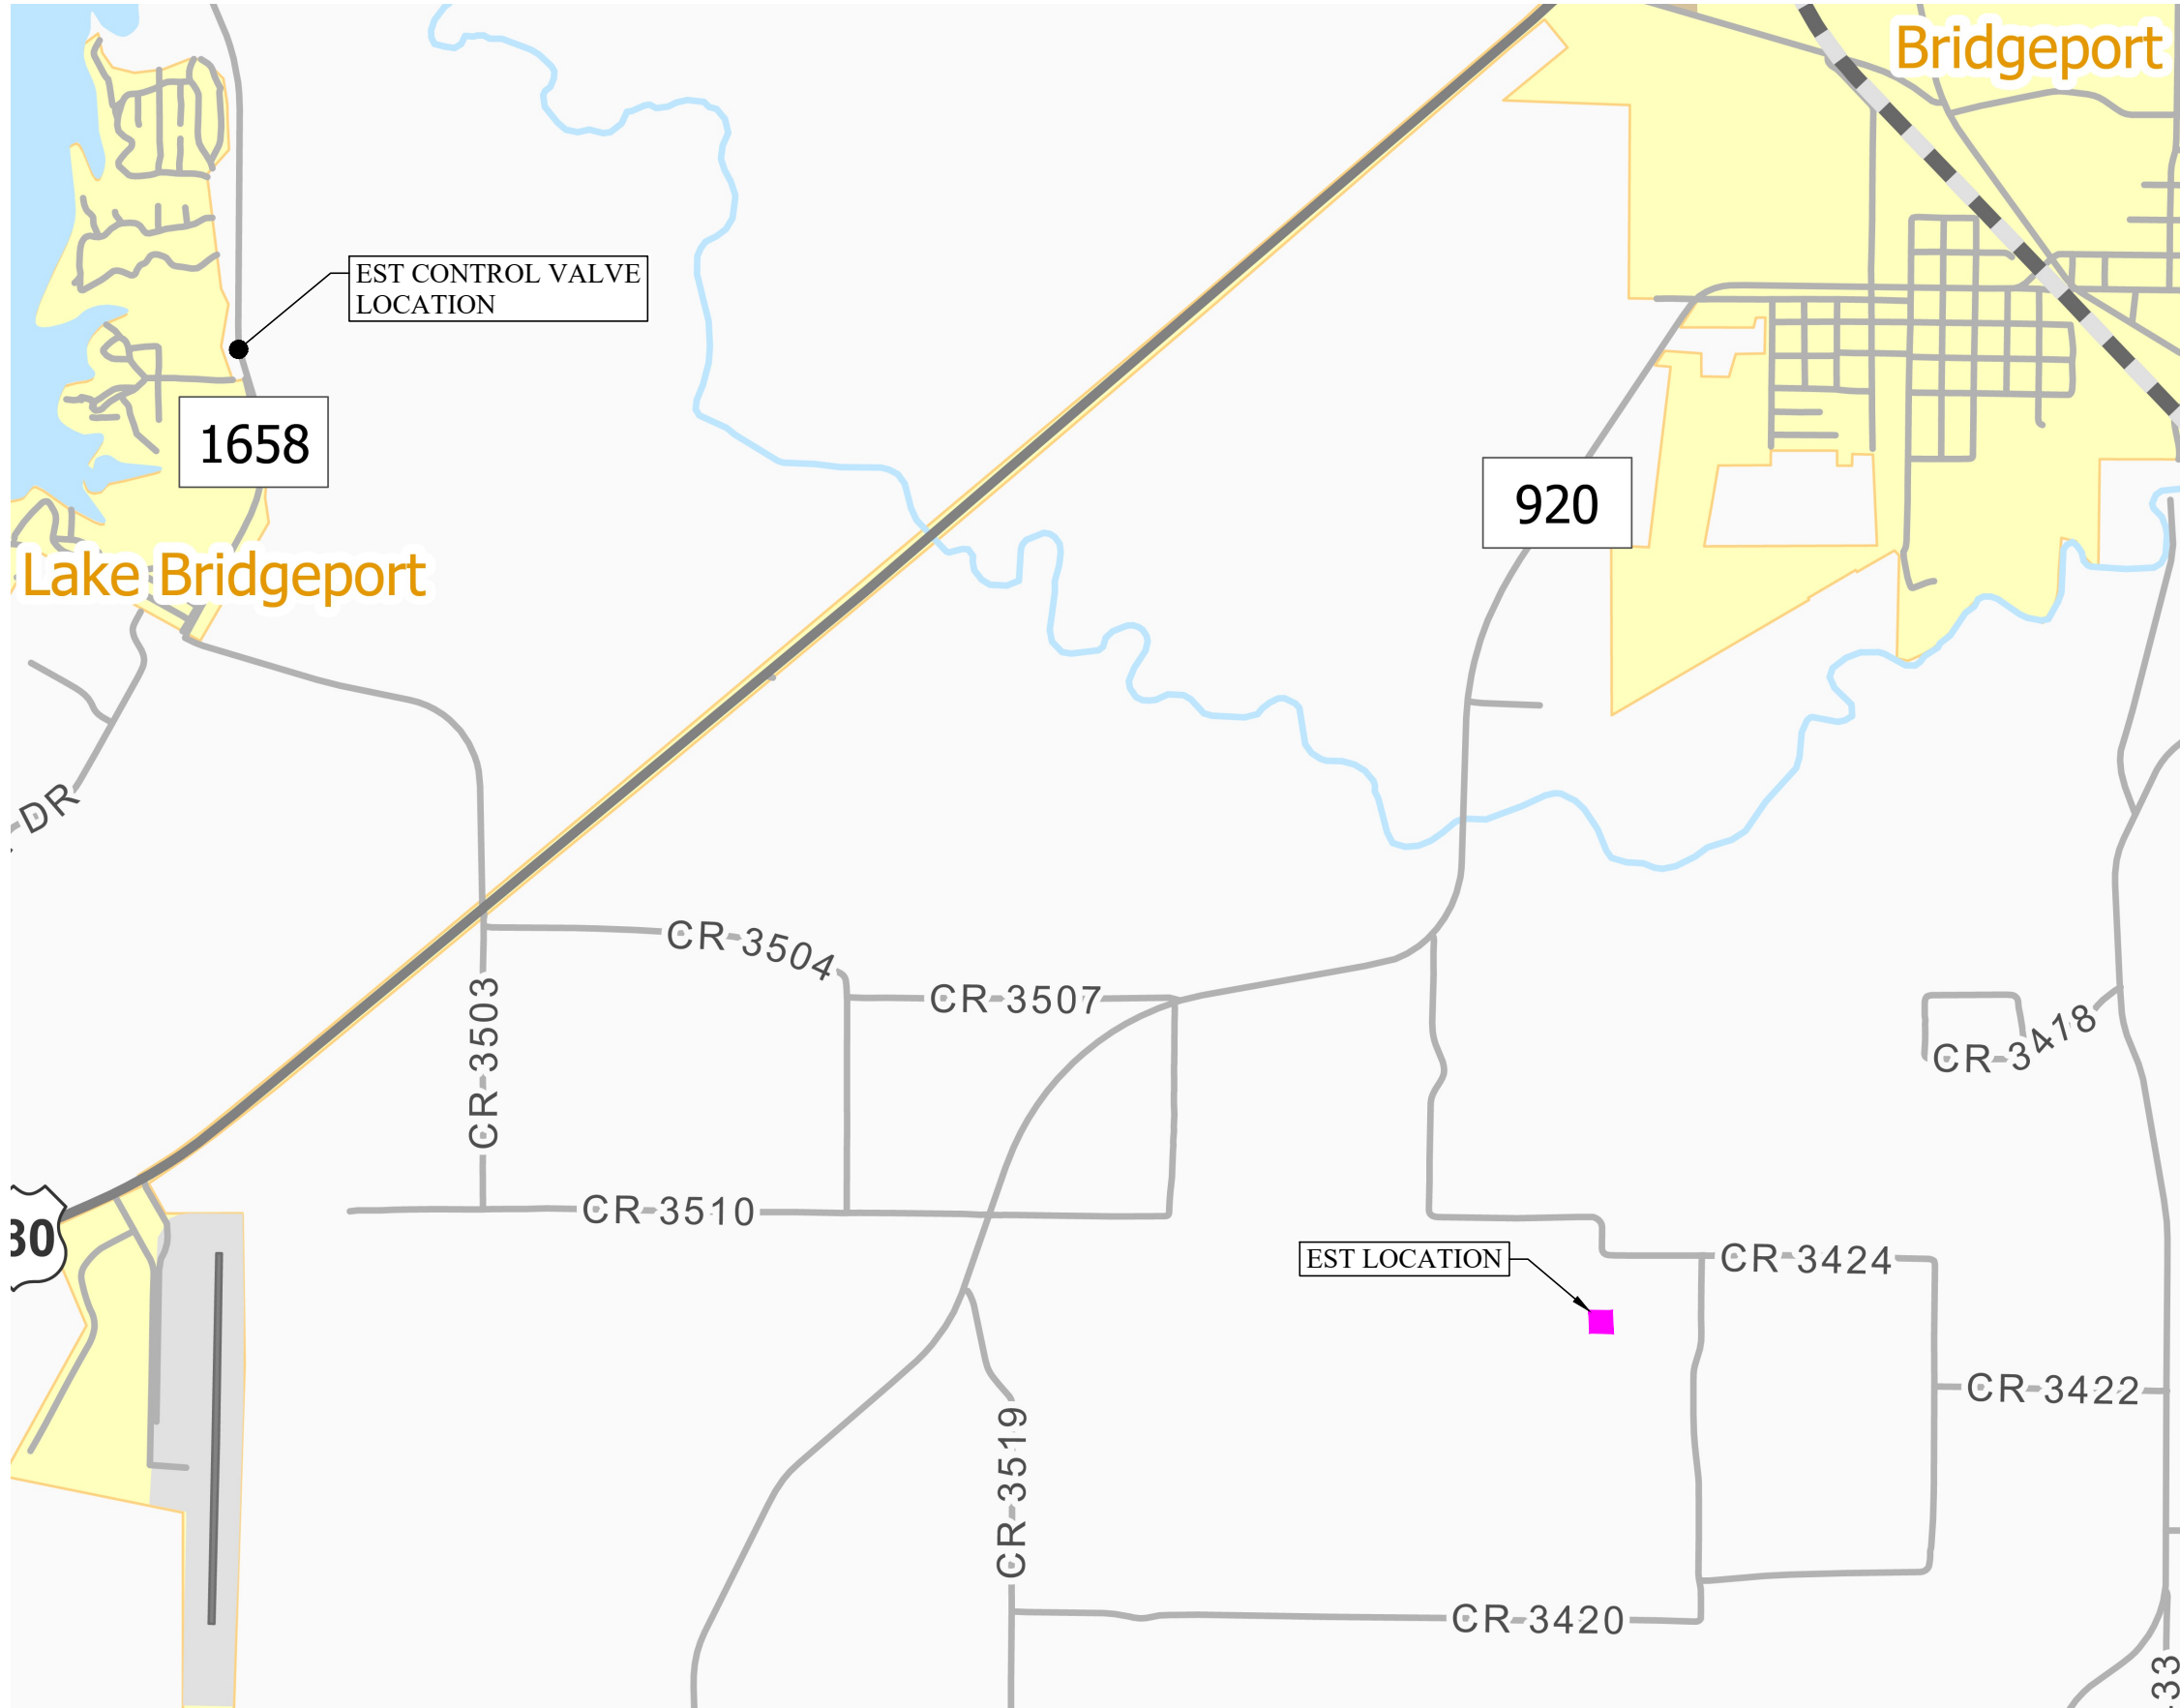 Bridgeport
EST CONTROL VALVE
LOCATION
1658
920
Lake Bridgeport
DR
CR-3504
CR-3503
CR-3507
CR-3418
CR-3510
30
EST LOCATION
CR-3424
CR-3422
CR-3519
CR-3420
33